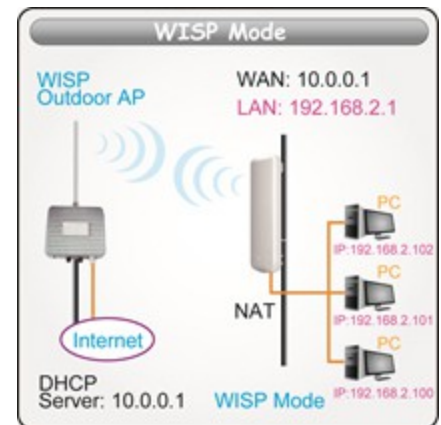 WISP Mode
WISP
Outdoor AP
WAN: 10.0.0.1
LAN: 192.168.2.1
PC
IP:192.168.2.102
PC
NAT
IP:192.168.2.101
PC
Internet
IP:192.168.2.100
DHCP
Server: 10.0.0.1
WISP Mode